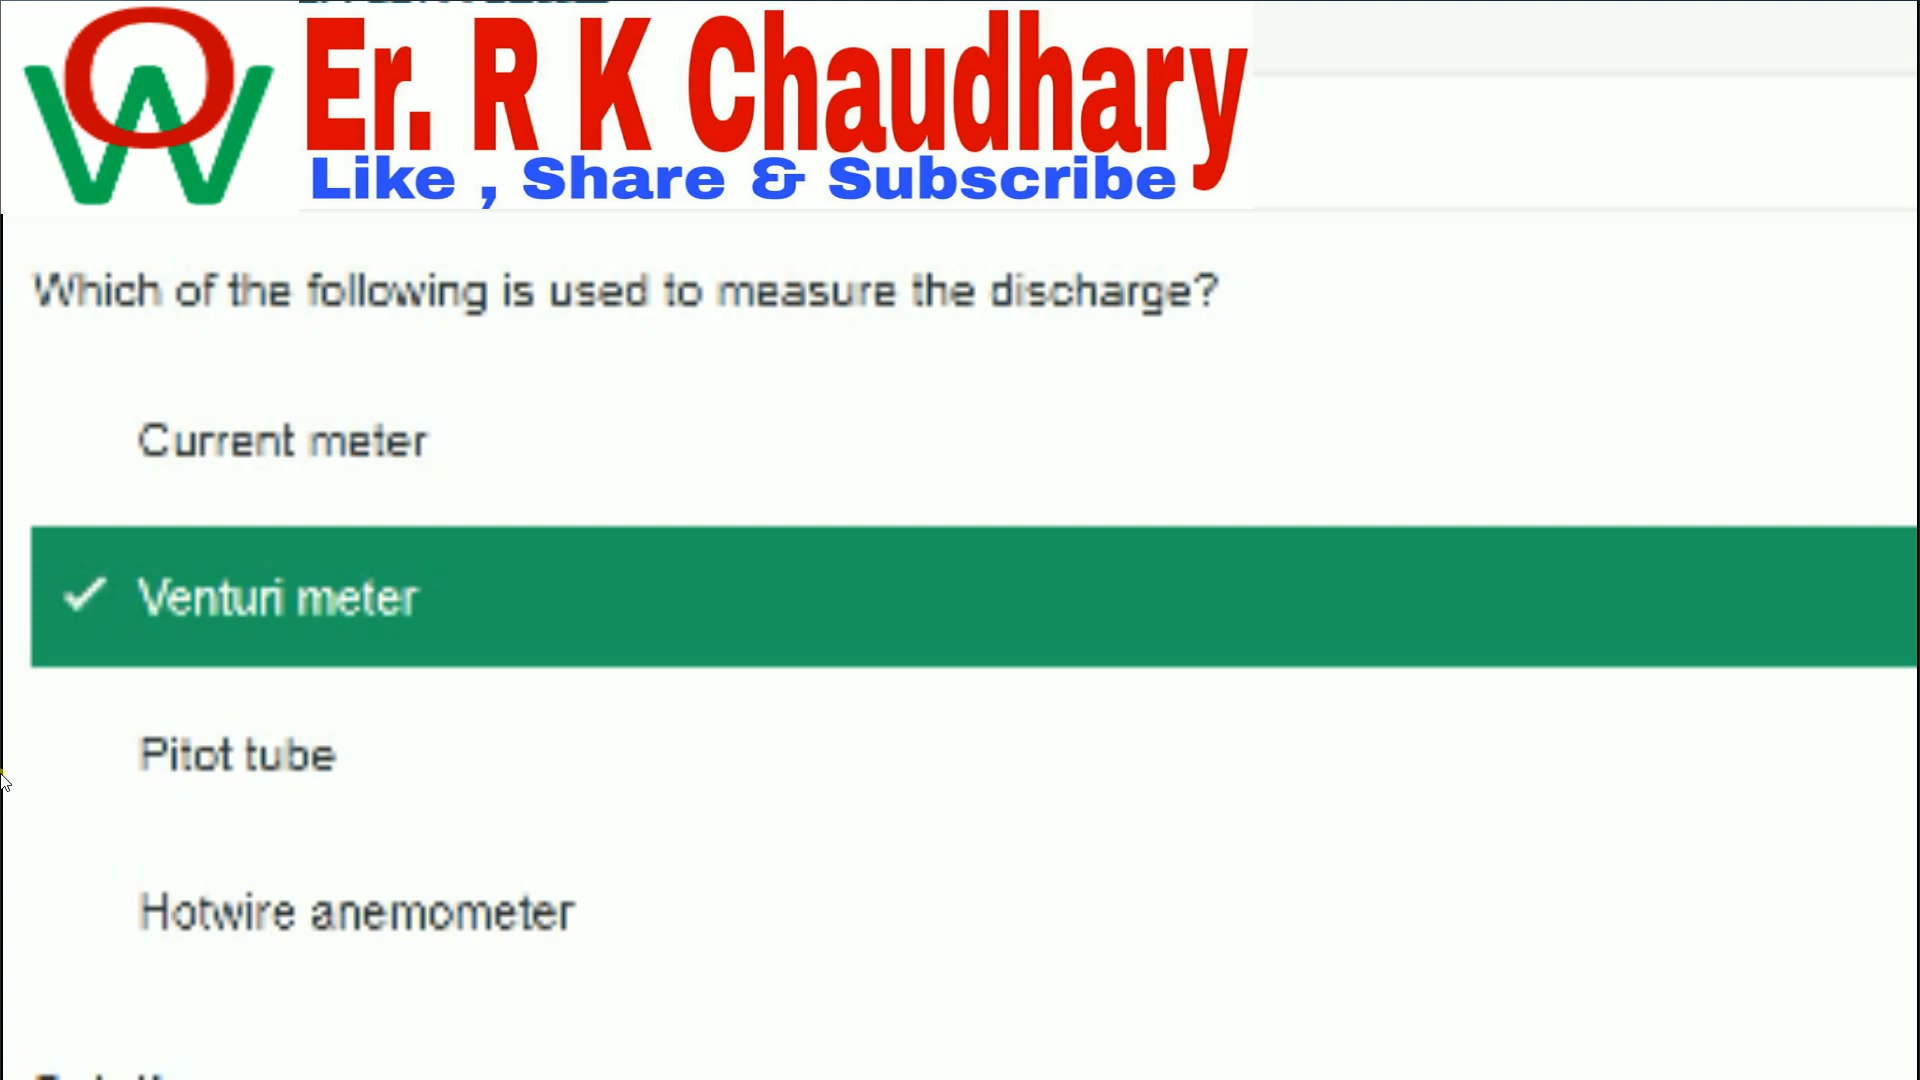 Er. R K Chaudhary
Like , Share & Subscribe
Which of the following is used to measure the discharge?
Current meter
✓ Venturi meter
Pitot tube
Hotwire anemometer